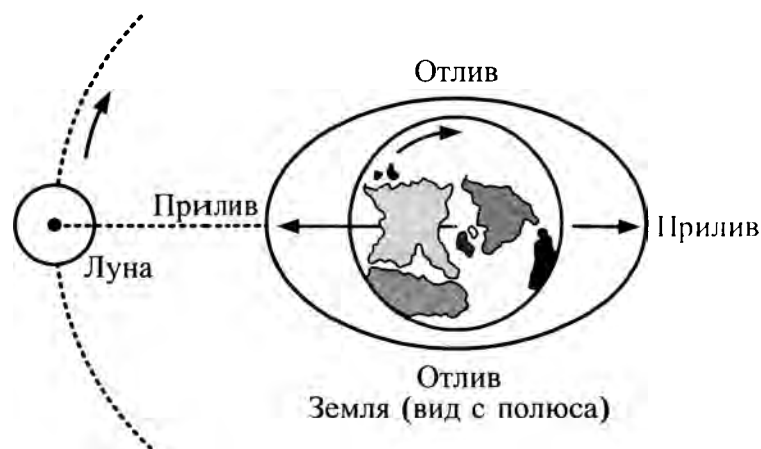 Отлив
Прилив
Прилив
Луна
Отлив
Земля (вид с полюса)